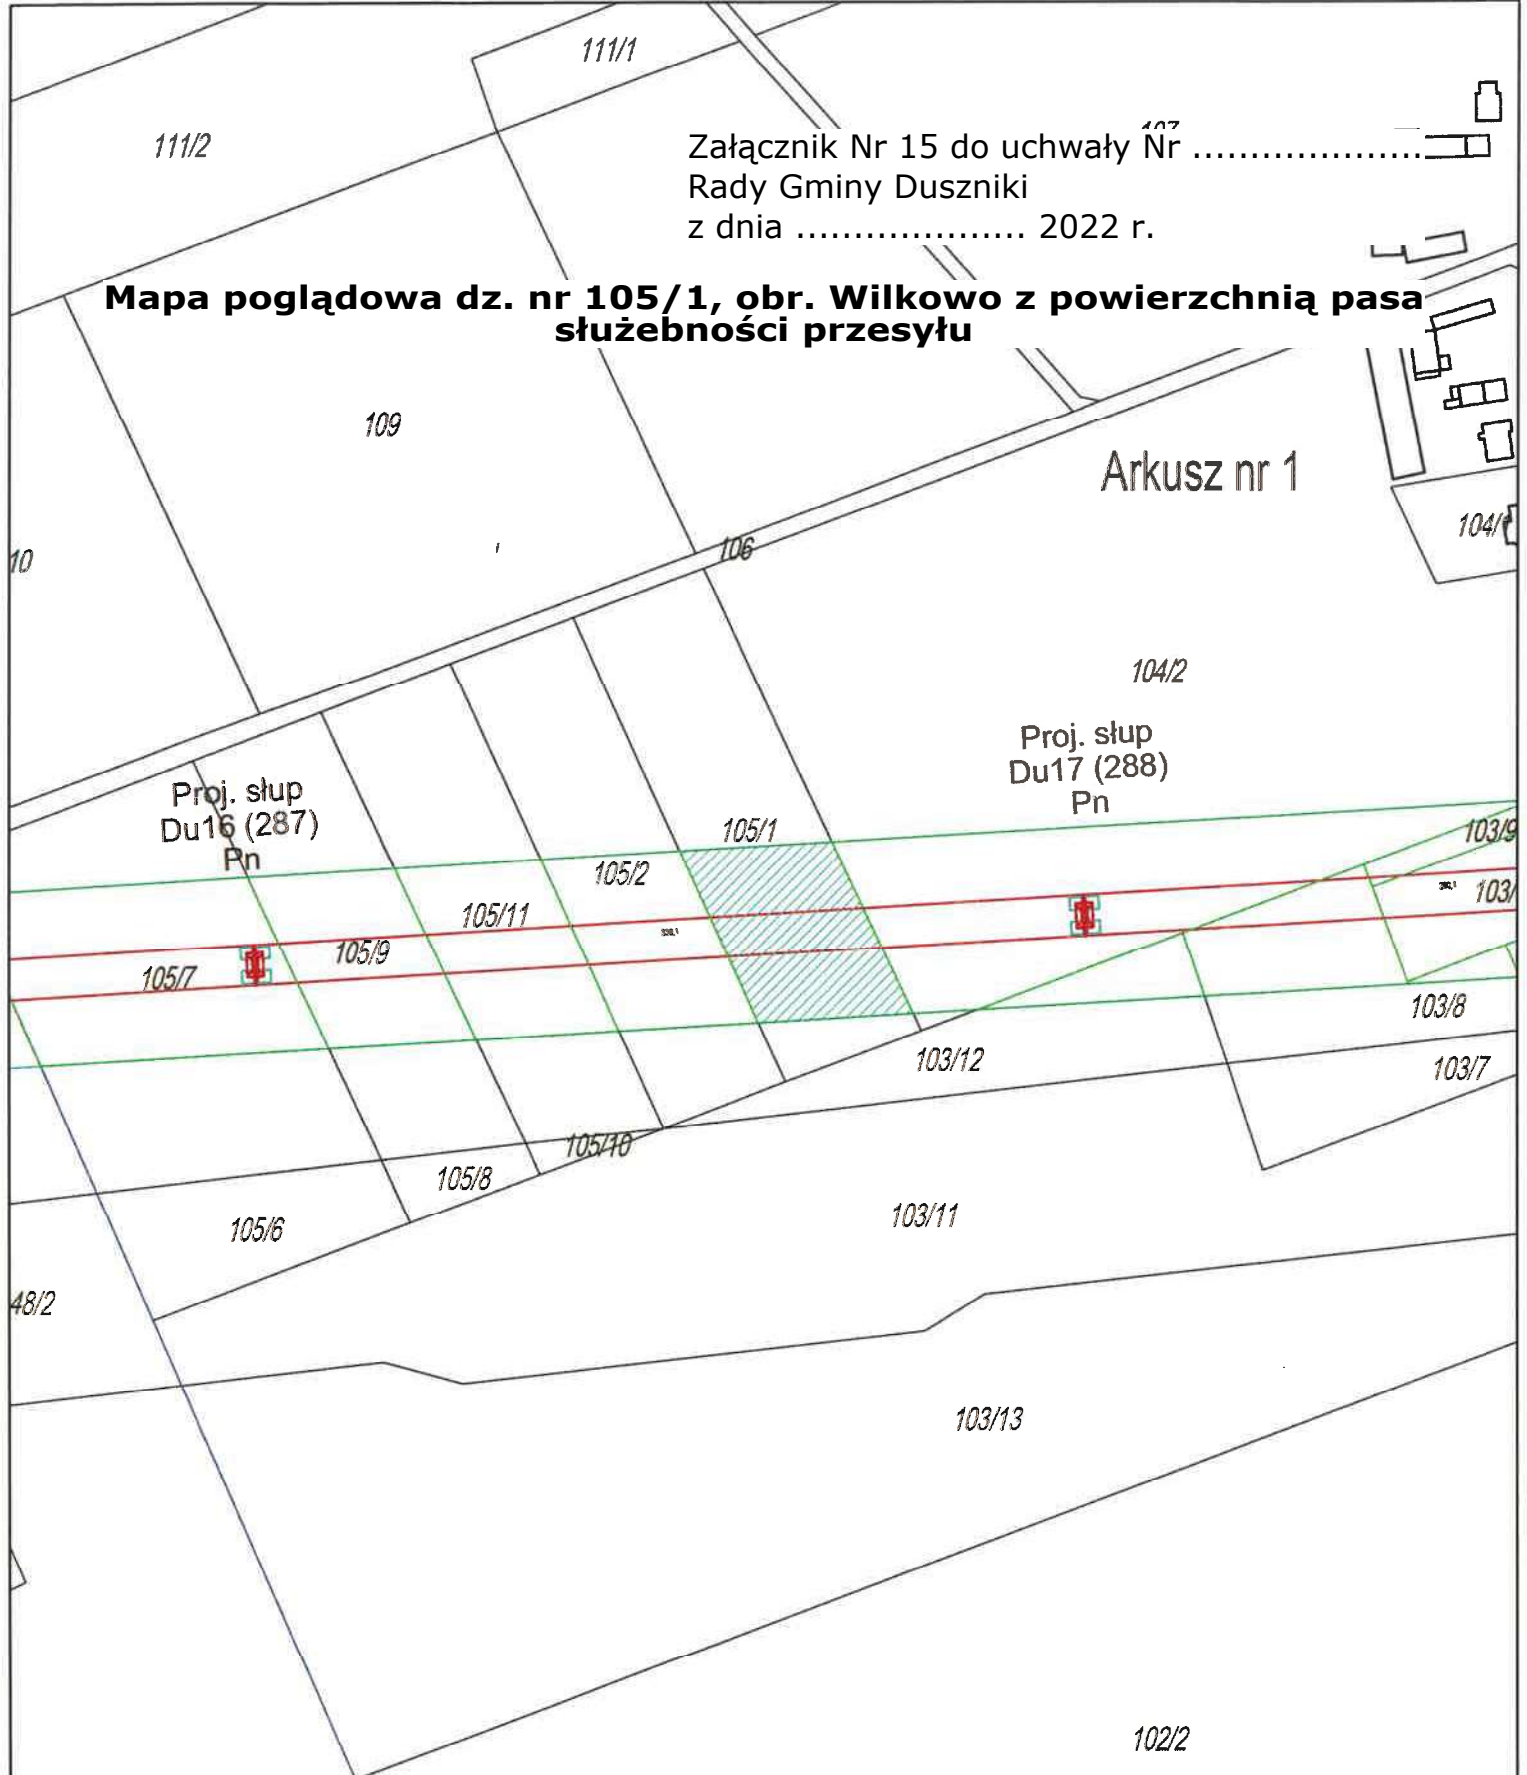 111/1
111/2
Załącznik Nr 15 do uchwały Nr ....................
Rady Gminy Duszniki
z dnia .................... 2022 r.
Mapa poglądowa dz. nr 105/1, obr. Wilkowo z powierzchnią pasa
służebności przesyłu
109
Arkusz nr 1
104/
10
106
104/2
Proj. słup
Du17 (288)
Pn
Proj. słup
Du16 (287)
Pn
105/1
103/9
105/2
103/
105/11
105/9
105/7
103/8
103/12
103/7
105/10
105/8
103/11
105/6
48/2
103/13
102/2